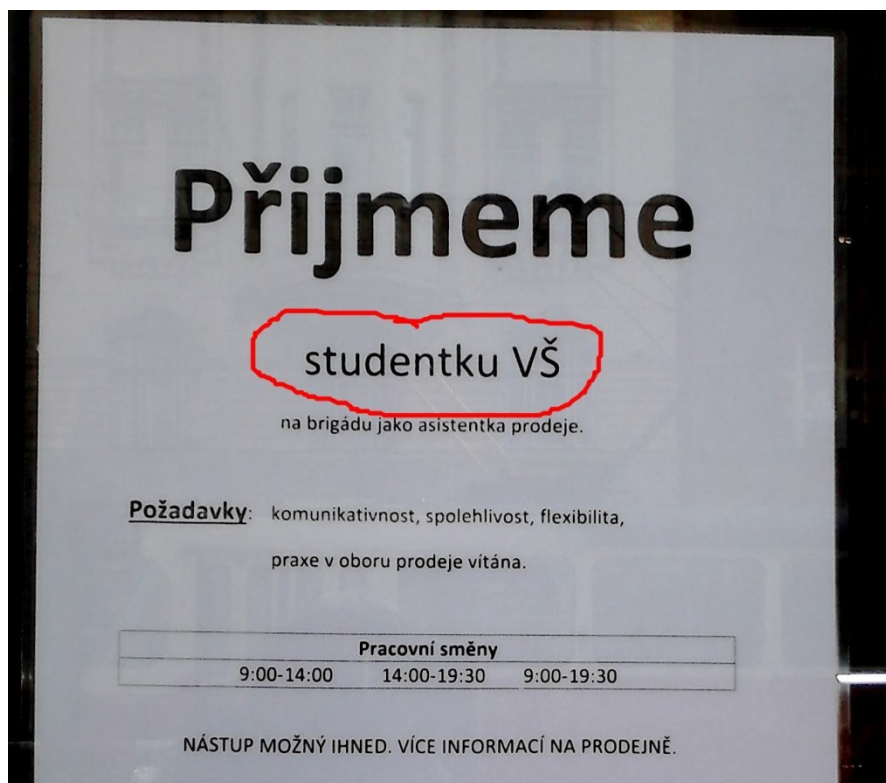 Přijmeme
studentku VŠ
na brigádu jako asistentka prodeje.
Požadavky: komunikativnost, spolehlivost, flexibilita,
praxe v oboru prodeje vítána.
Pracovní směny
9:00-14:00 14:00-19:30 9:00-19:30
NÁSTUP MOŽNÝ IHNED. VÍCE INFORMACÍ NA PRODEJNĚ.